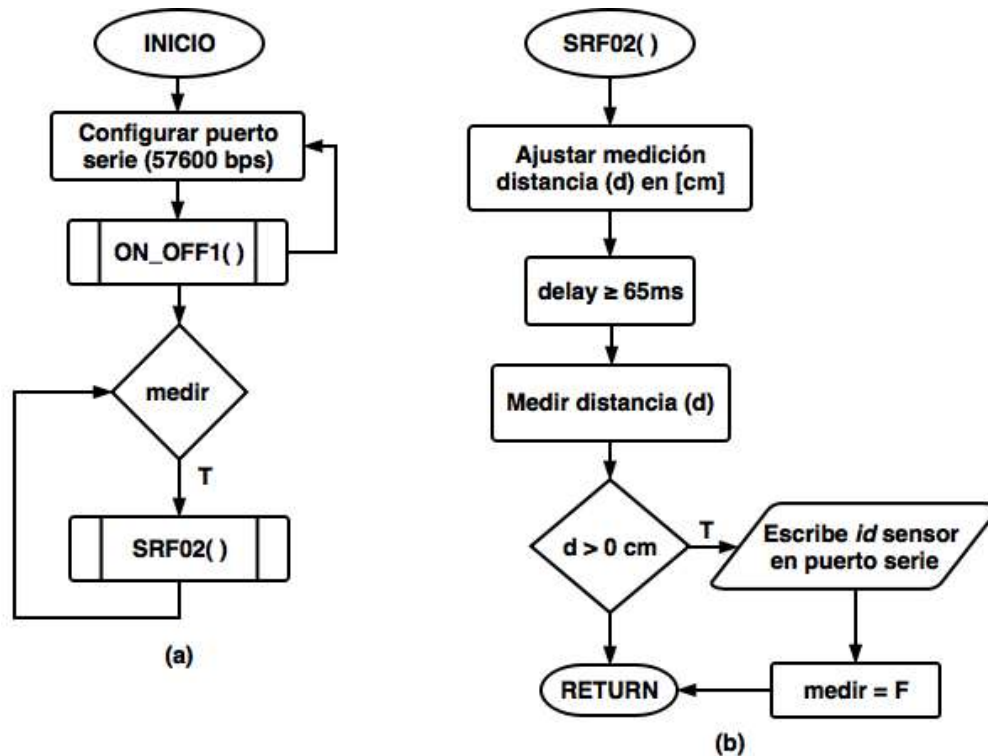 INICIO
Configurar puerto
serie (57600 bps)
ON_OFF1( )
medir
T
SRF02( )
(a)
SRF02( )
Ajustar medición
distancia (d) en [cm]
delay ≥ 65ms
Medir distancia (d)
d > 0 cm
T
Escribe id sensor
en puerto serie
RETURN
medir = F
(b)